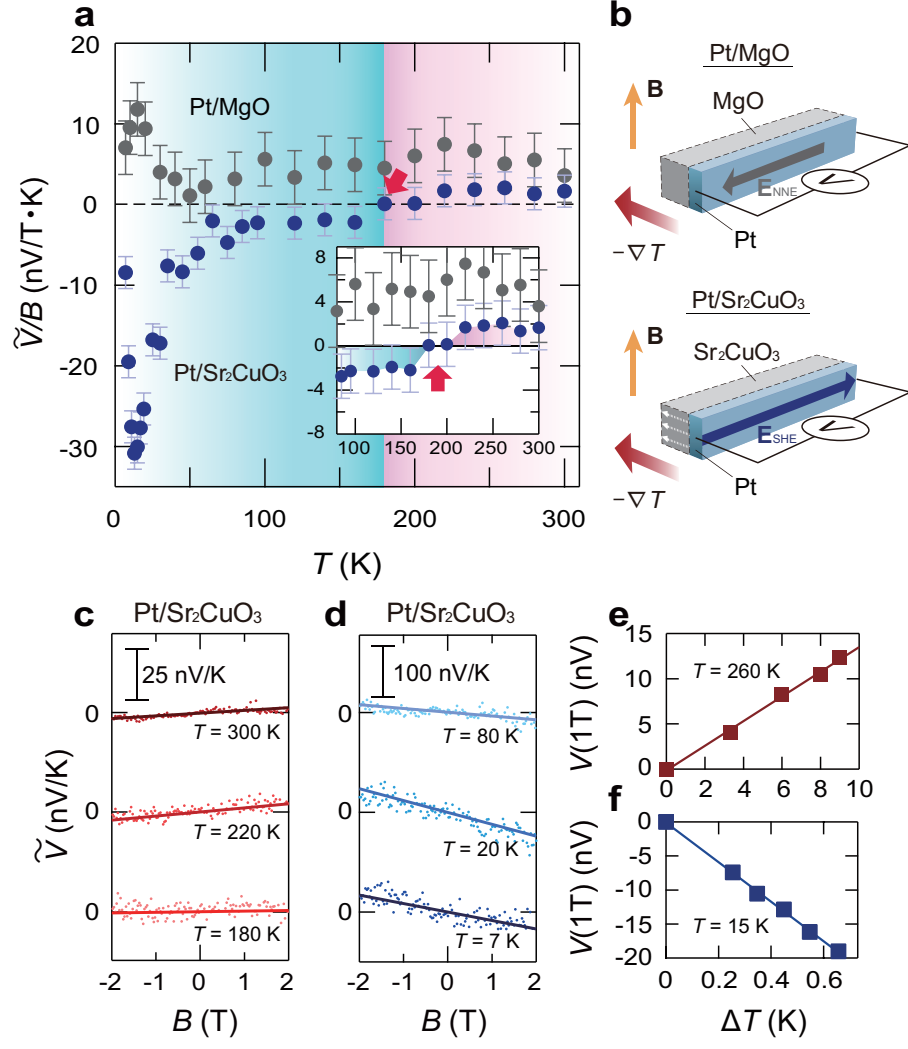 a
20
10
0
-10
-20
-30
Ṽ/B (nV/T·K)
Pt/MgO
Pt/Sr₂CuO₃
8
4
0
-4
-8
100
150
200
250
300
0
100
200
300
T (K)
b
Pt/MgO
B
MgO
E_NNE
V
Pt
−∇T
Pt/Sr₂CuO₃
B
Sr₂CuO₃
E_SHE
V
Pt
−∇T
c
Pt/Sr₂CuO₃
25 nV/K
0
T = 300 K
0
T = 220 K
0
T = 180 K
Ṽ (nV/K)
-2
-1
0
1
2
B (T)
d
Pt/Sr₂CuO₃
100 nV/K
0
T = 80 K
0
T = 20 K
0
T = 7 K
-2
-1
0
1
2
B (T)
e
15
10
5
0
V(1T) (nV)
T = 260 K
0
2
4
6
8
10
f
0
-5
-10
-15
-20
V(1T) (nV)
T = 15 K
0
0.2
0.4
0.6
ΔT (K)